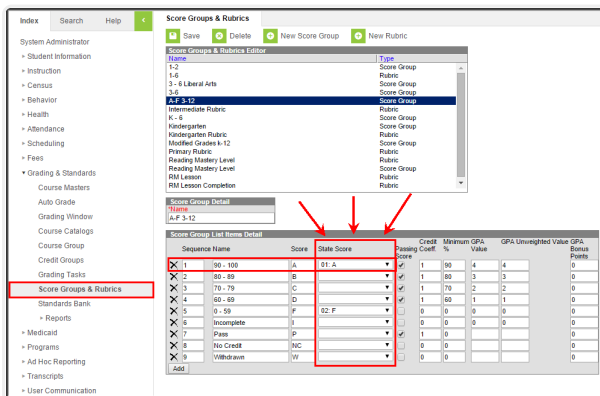 Index Search Help <
System Administrator
Student Information
Instruction
Census
Behavior
Health
Attendance
Scheduling
Fees
Grading & Standards
Course Masters
Auto Grade
Grading Window
Course Catalogs
Course Group
Credit Groups
Grading Tasks
Score Groups & Rubrics
Standards Bank
Reports
Medicaid
Programs
Ad Hoc Reporting
Transcripts
User Communication
Score Groups & Rubrics
Save Delete New Score Group New Rubric
Score Groups & Rubrics Editor
Name Type
1-2 Score Group
1-6 Rubric
3 - 6 Liberal Arts Score Group
3-6 Score Group
A-F 3-12 Score Group
Intermediate Rubric Rubric
K - 6 Score Group
Kindergarten Score Group
Kindergarten Rubric Rubric
Modified Grades k-12 Score Group
Primary Rubric Rubric
Reading Mastery Level Rubric
Reading Mastery Level Score Group
RM Lesson Rubric
RM Lesson Completion Rubric
Score Group Detail
*Name
A-F 3-12
Score Group List Items Detail
Sequence Name Score State Score Passing Score Credit Coeff. Minimum % GPA Value GPA Unweighted Value GPA Bonus Points
1 90 - 100 A 01: A 1 90 4 4 0
2 80 - 89 B 1 80 3 3 0
3 70 - 79 C 1 70 2 2 0
4 60 - 69 D 1 60 1 1 0
5 0 - 59 F 02: F 0 0 0 0 0
6 Incomplete I 0 0 0 0 0
7 Pass P 1 0 0
8 No Credit NC 0 0 0
9 Withdrawn W 0 0 0
Add